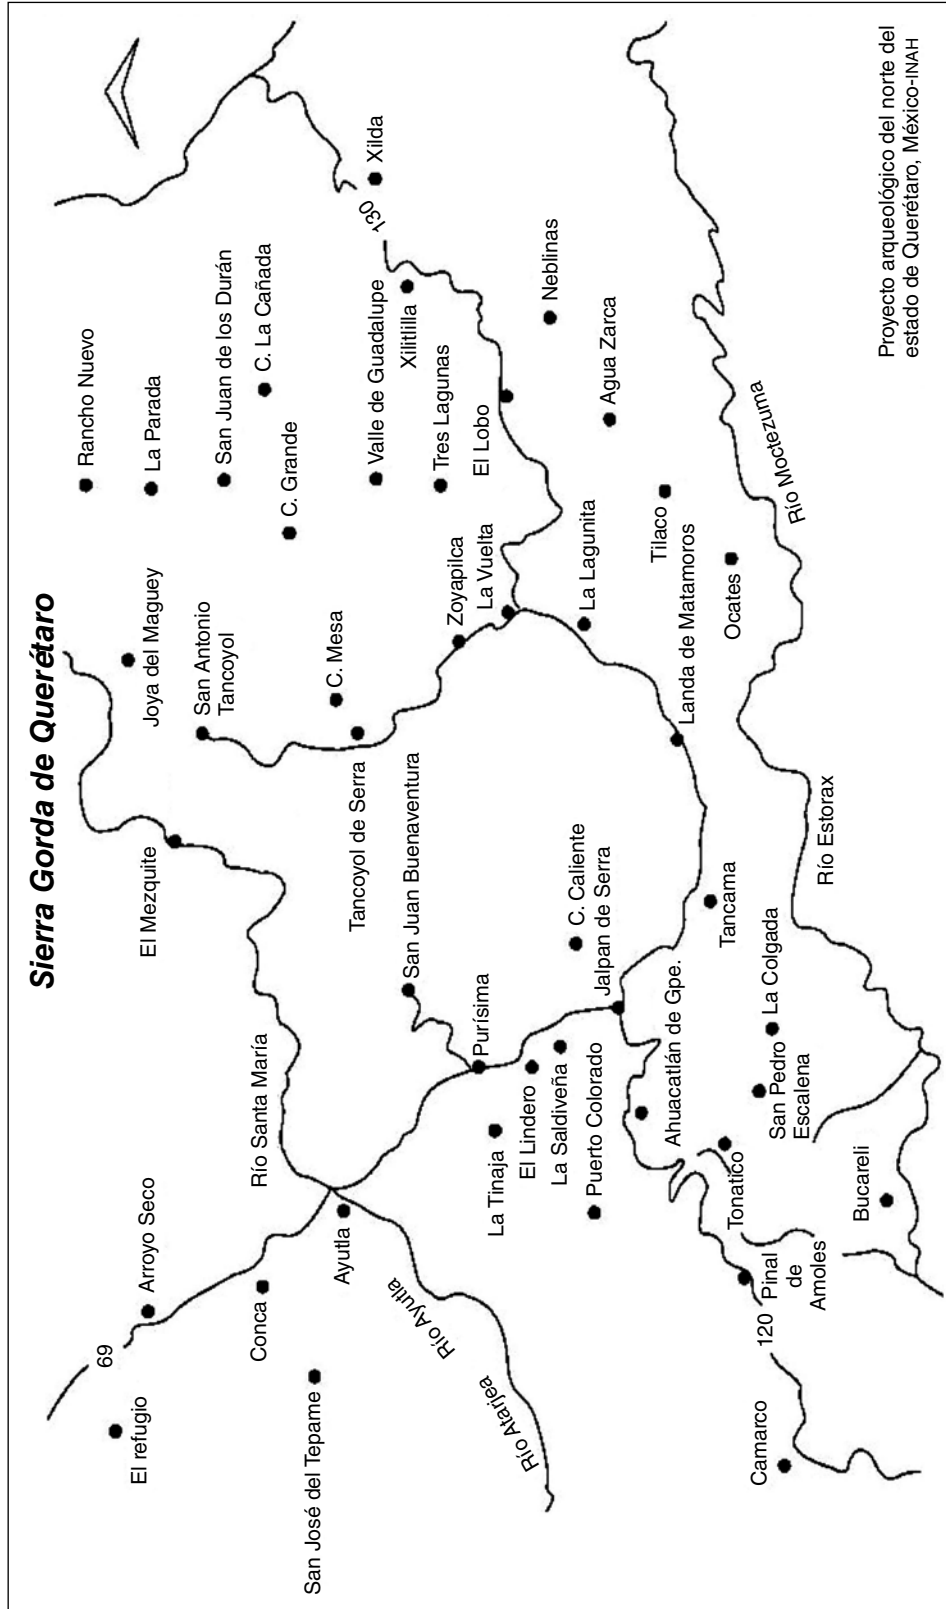 Sierra Gorda de Querétaro
El refugio
69
Arroyo Seco
El Mezquite
Joya del Maguey
La Parada
Rancho Nuevo
San José del Tepame
Conca
Río Santa María
San Antonio
Tancoyol
San Juan de los Durán
C. La Cañada
C. Grande
Ayutla
C. Mesa
Tancoyol de Serra
Valle de Guadalupe
Xilda
130
Río Ayutla
San Juan Buenaventura
Xilitlilla
Zoyapilca
Tres Lagunas
Río Atarjea
La Tinaja
Purísima
La Vuelta
El Lobo
El Lindero
La Saldiveña
Neblinas
Puerto Colorado
C. Caliente
Jalpan de Serra
La Lagunita
Agua Zarca
Ahuacatlán de Gpe.
Landa de Matamoros
Tilaco
Tonatico
Tancama
Ocates
120
Pinal
de
Amoles
San Pedro
Escalena
La Colgada
Río Moctezuma
Camarco
Río Estorax
Bucareli
Proyecto arqueológico del norte del
estado de Querétaro, México-INAH